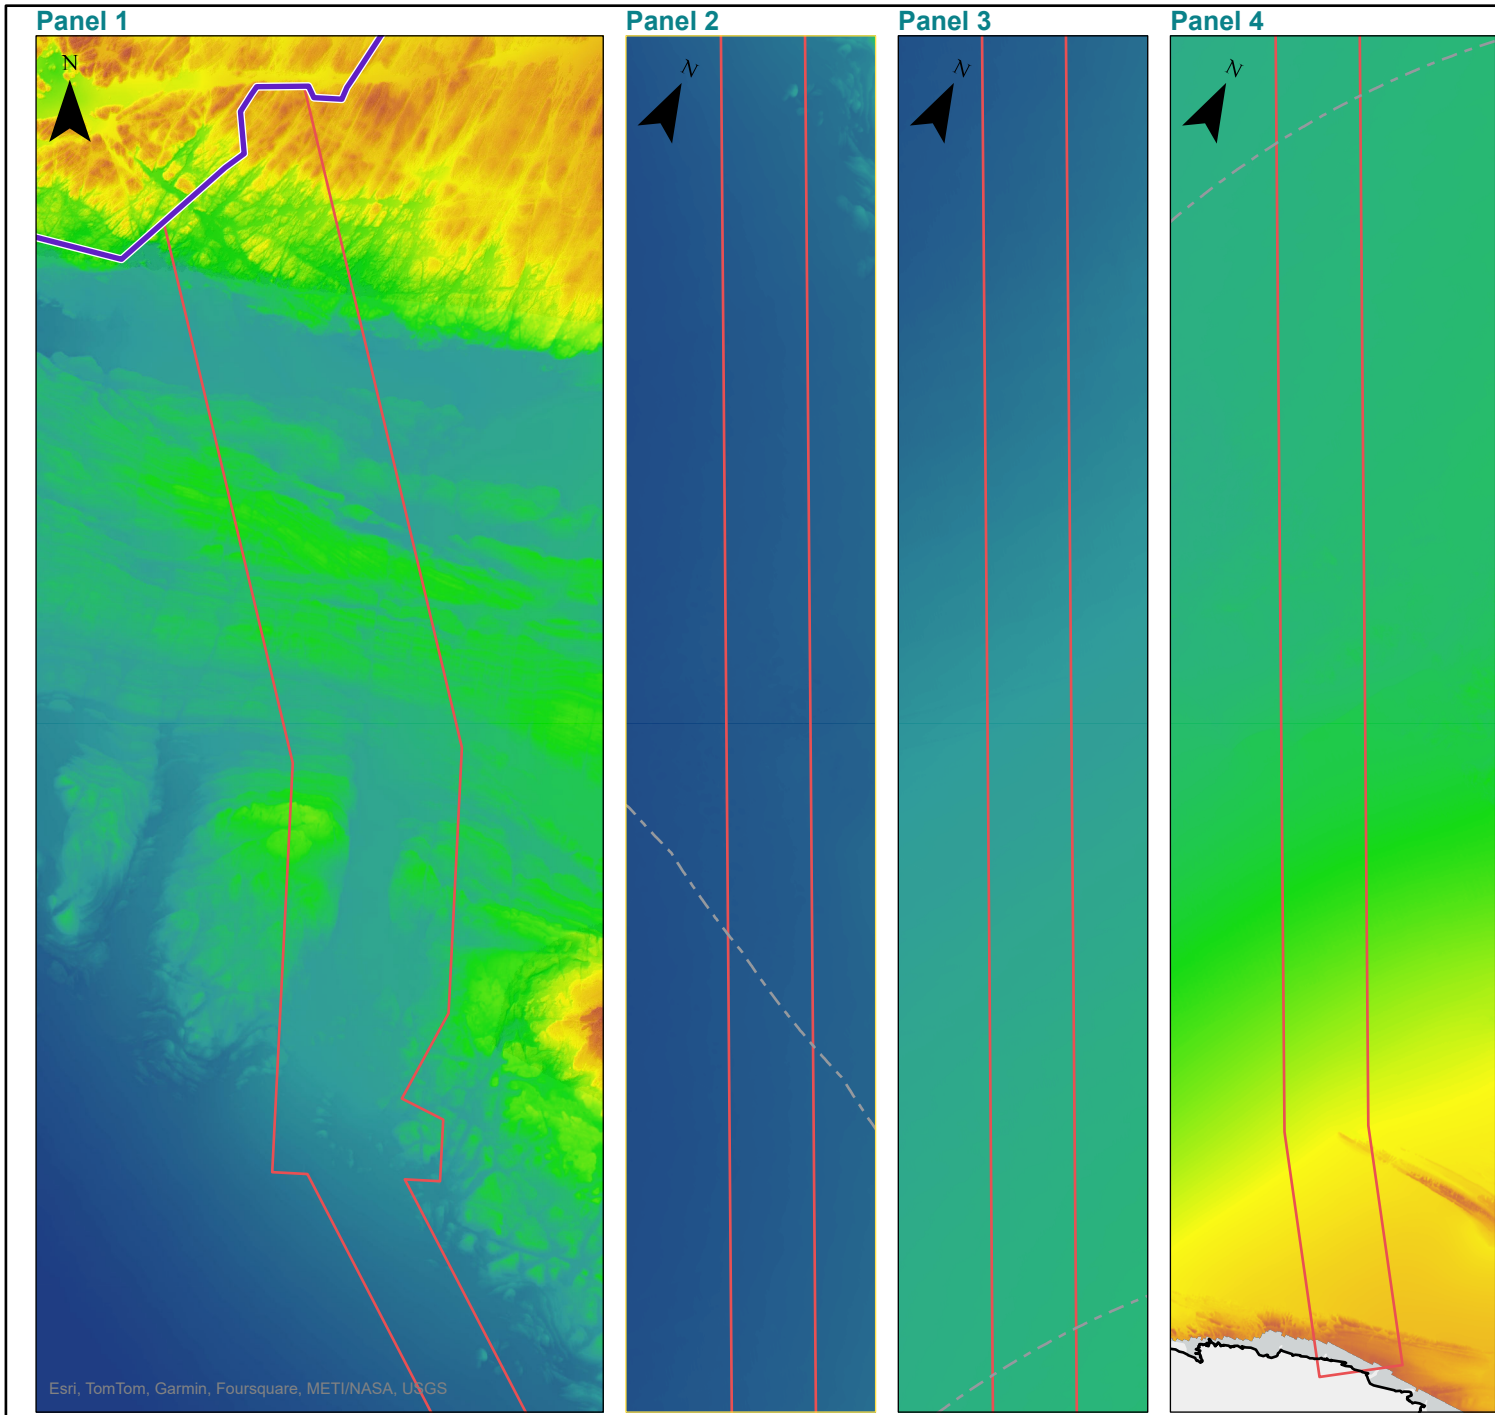 Panel 1
Panel 2
Panel 3
Panel 4
N
N
N
N
Esri, TomTom, Garmin, Foursquare, METI/NASA, USGS